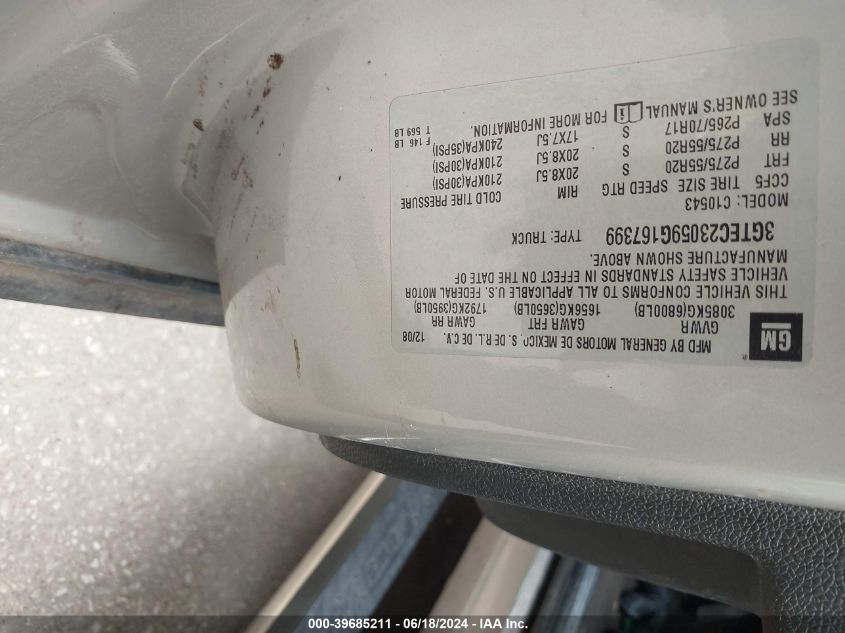 GM
®
MFD BY GENERAL MOTORS DE MEXICO, S. DE R.L. DE C.V. 12/08
GVWR GAWR FRT GAWR RR
3085KG(6800LB) 1656KG(3650LB) 1792KG(3950LB)
THIS VEHICLE CONFORMS TO ALL APPLICABLE U.S. FEDERAL MOTOR
VEHICLE SAFETY STANDARDS IN EFFECT ON THE DATE OF
MANUFACTURE SHOWN ABOVE.
3GTEC23059G167399 TYPE: TRUCK
MODEL: C10543
CCF5 TIRE SIZE SPEED RTG RIM COLD TIRE PRESSURE
FRT P275/55R20 S 20X8.5J 210KPA(30PSI)
RR P275/55R20 S 20X8.5J 210KPA(30PSI)
SPA P265/70R17 S 17X7.5J 240KPA(35PSI)
SEE OWNER'S MANUAL FOR MORE INFORMATION.
F 146 LB
T 569 LB
000-39685211 - 06/18/2024 - IAA Inc.